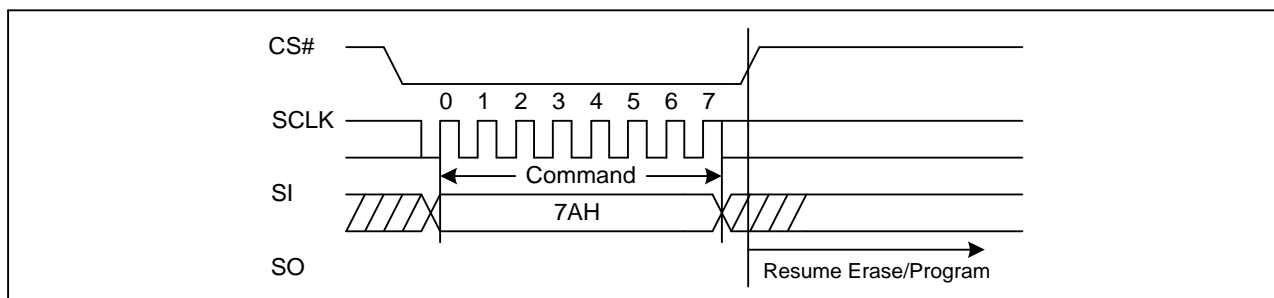 CS#
0 1 2 3 4 5 6 7
SCLK
Command
SI
7AH
SO
Resume Erase/Program